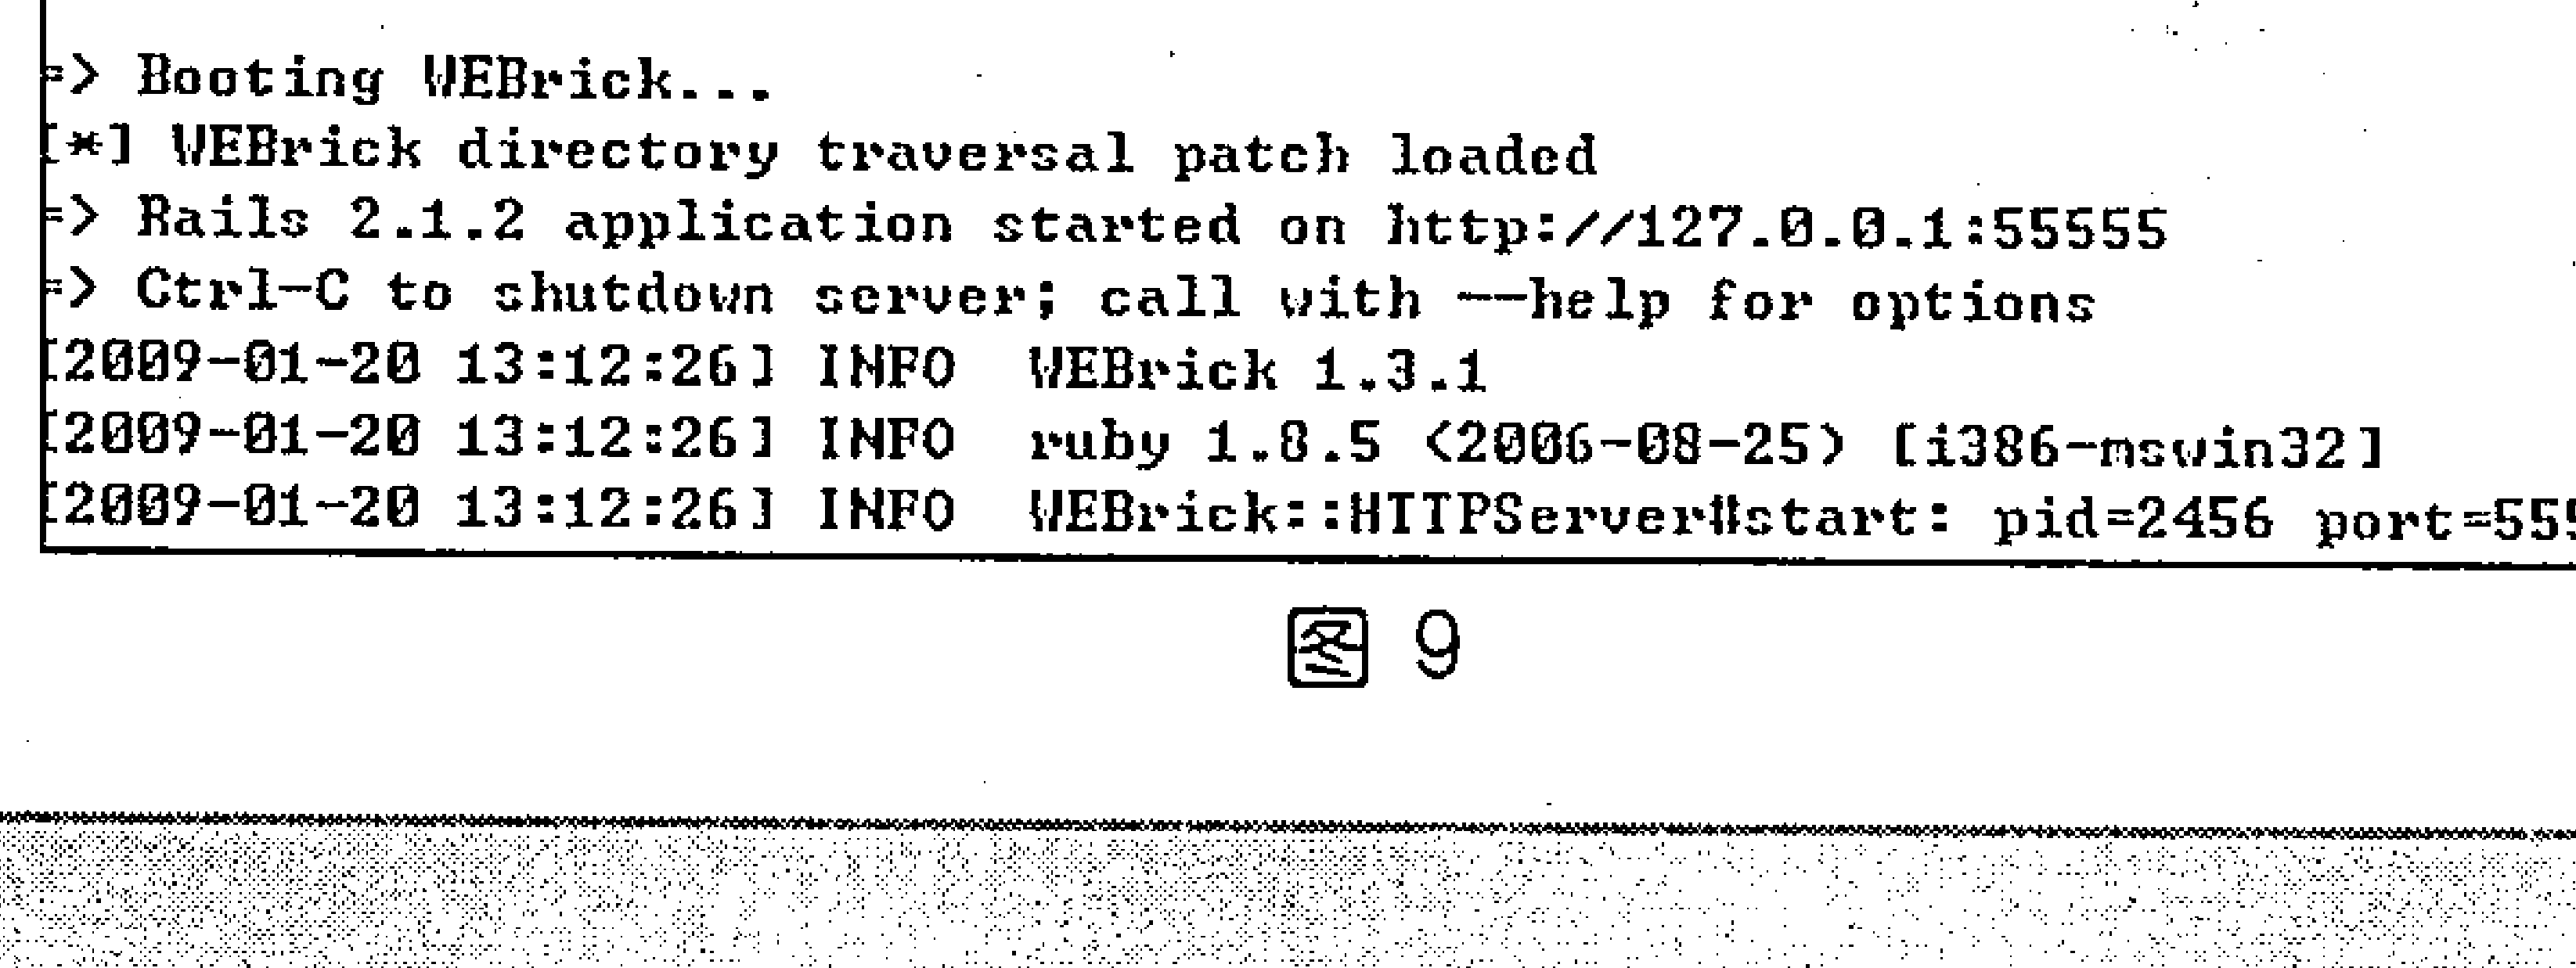 => Booting WEBrick...
[*] WEBrick directory traversal patch loaded
=> Rails 2.1.2 application started on http://127.0.0.1:55555
=> Ctrl-C to shutdown server; call with --help for options
[2009-01-20 13:12:26] INFO  WEBrick 1.3.1
[2009-01-20 13:12:26] INFO  ruby 1.8.5 (2006-08-25) [i386-mswin32]
[2009-01-20 13:12:26] INFO  WEBrick::HTTPServer#start: pid=2456 port=555
图 9